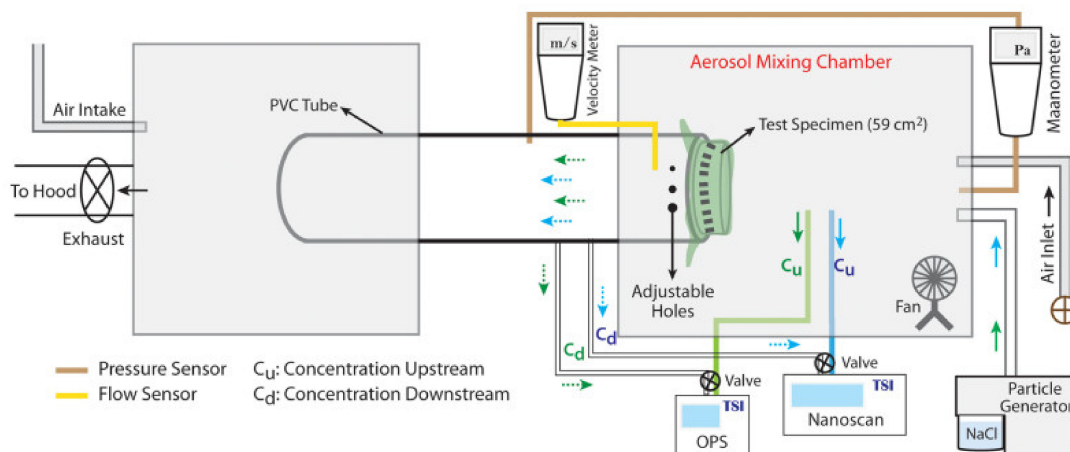 m/s
Velocity Meter
Aerosol Mixing Chamber
Pa
Maanometer
Air Intake
PVC Tube
Test Specimen (59 cm²)
To Hood
Exhaust
Cu
Cu
Adjustable
Holes
Fan
Air Inlet
Cd
Cd
Valve
Valve
Pressure Sensor
Cu: Concentration Upstream
Flow Sensor
Cd: Concentration Downstream
TSI
OPS
TSI
Nanoscan
Particle
Generator
NaCl